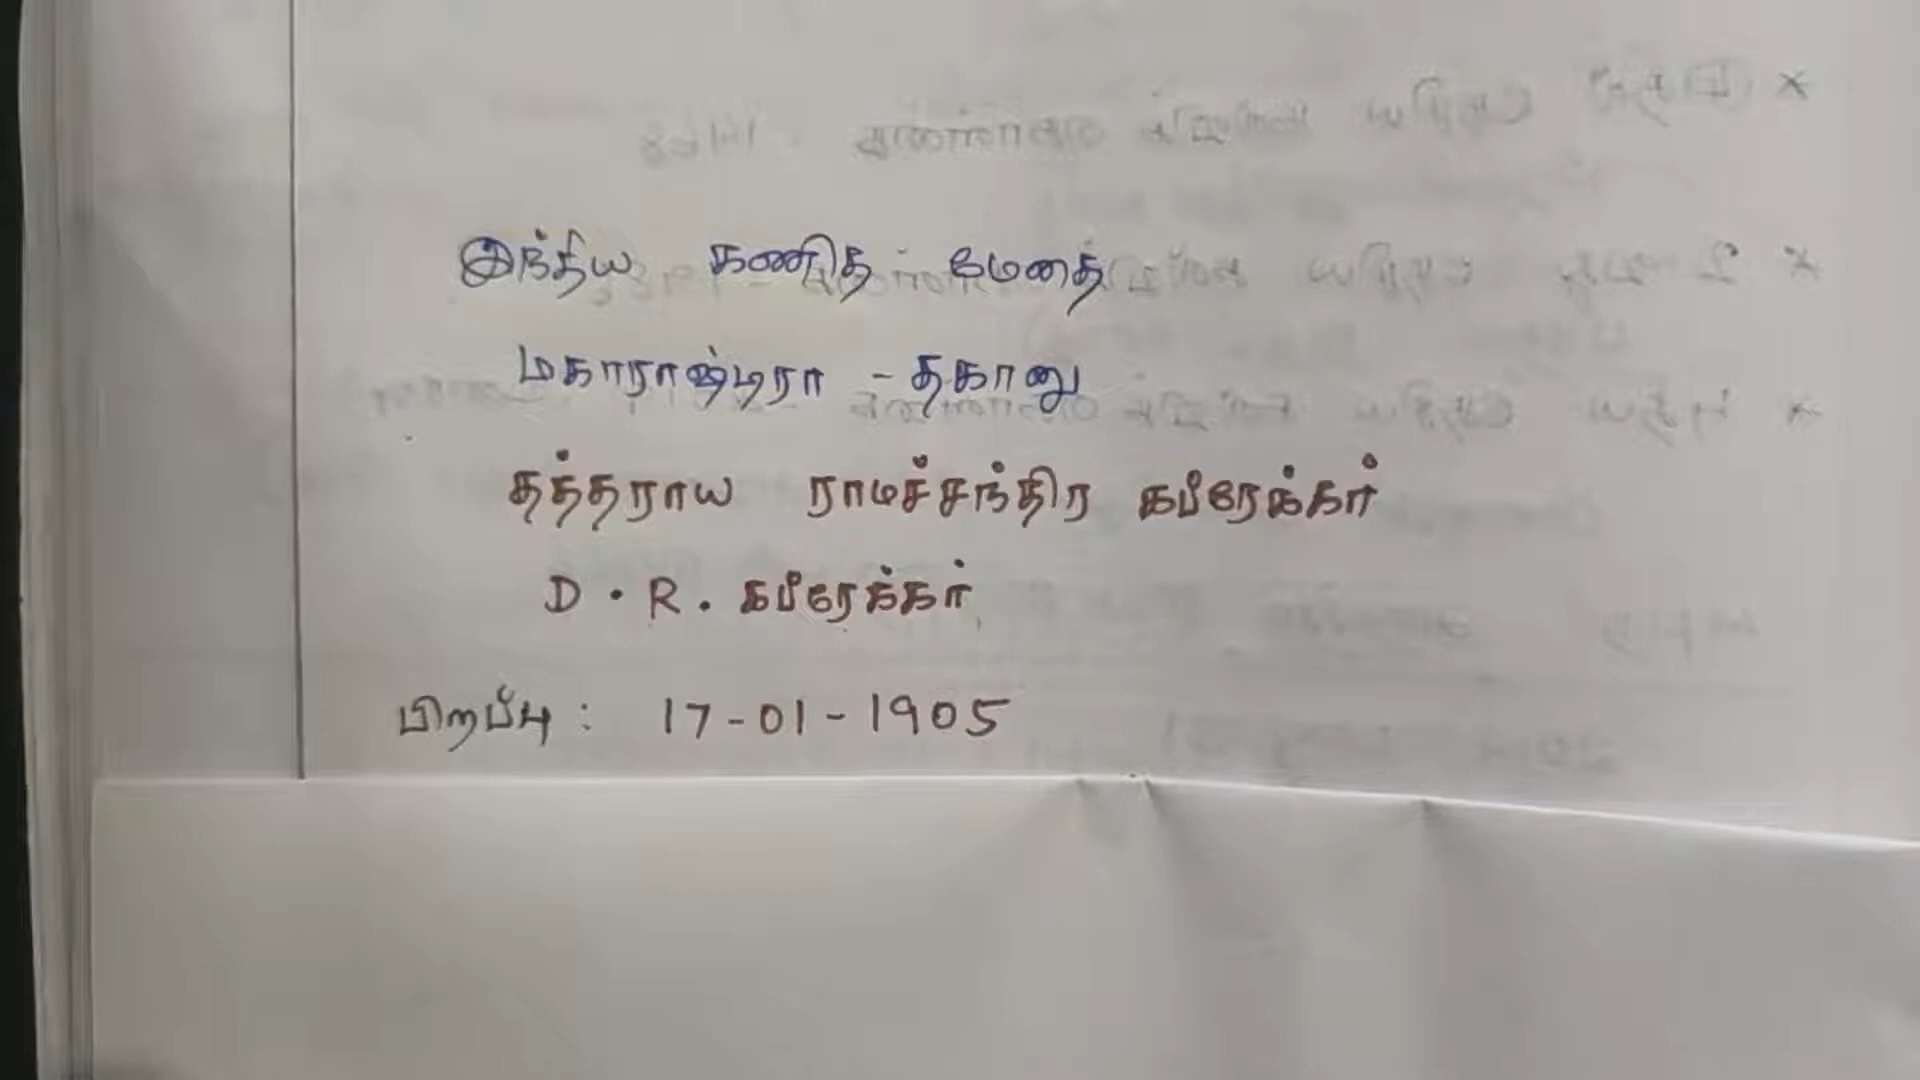 இந்திய கணித மேதை
மகாராஷ்டிரா - தகானு
தத்தராய ராமச்சந்திர கபீரேக்கர்
D. R. கபீரேக்கர்
பிறப்பு : 17-01-1905